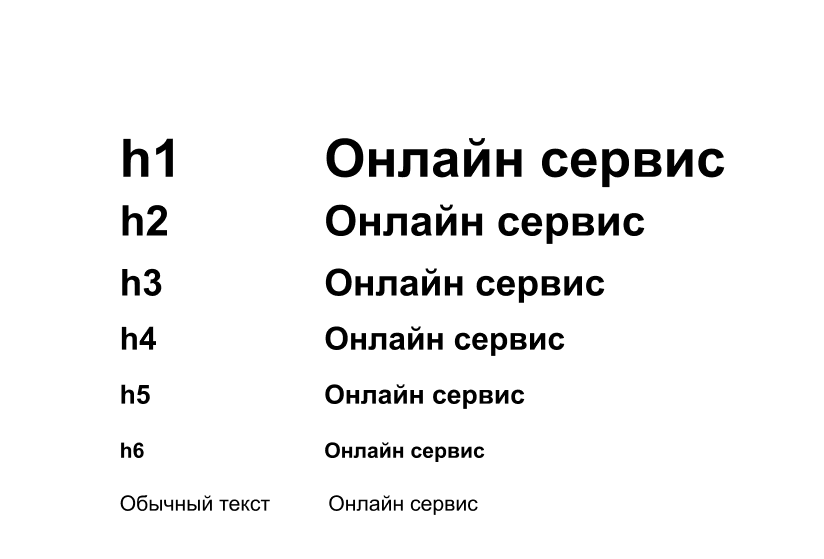 h1 Онлайн сервис
h2 Онлайн сервис
h3 Онлайн сервис
h4 Онлайн сервис
h5 Онлайн сервис
h6 Онлайн сервис
Обычный текст Онлайн сервис